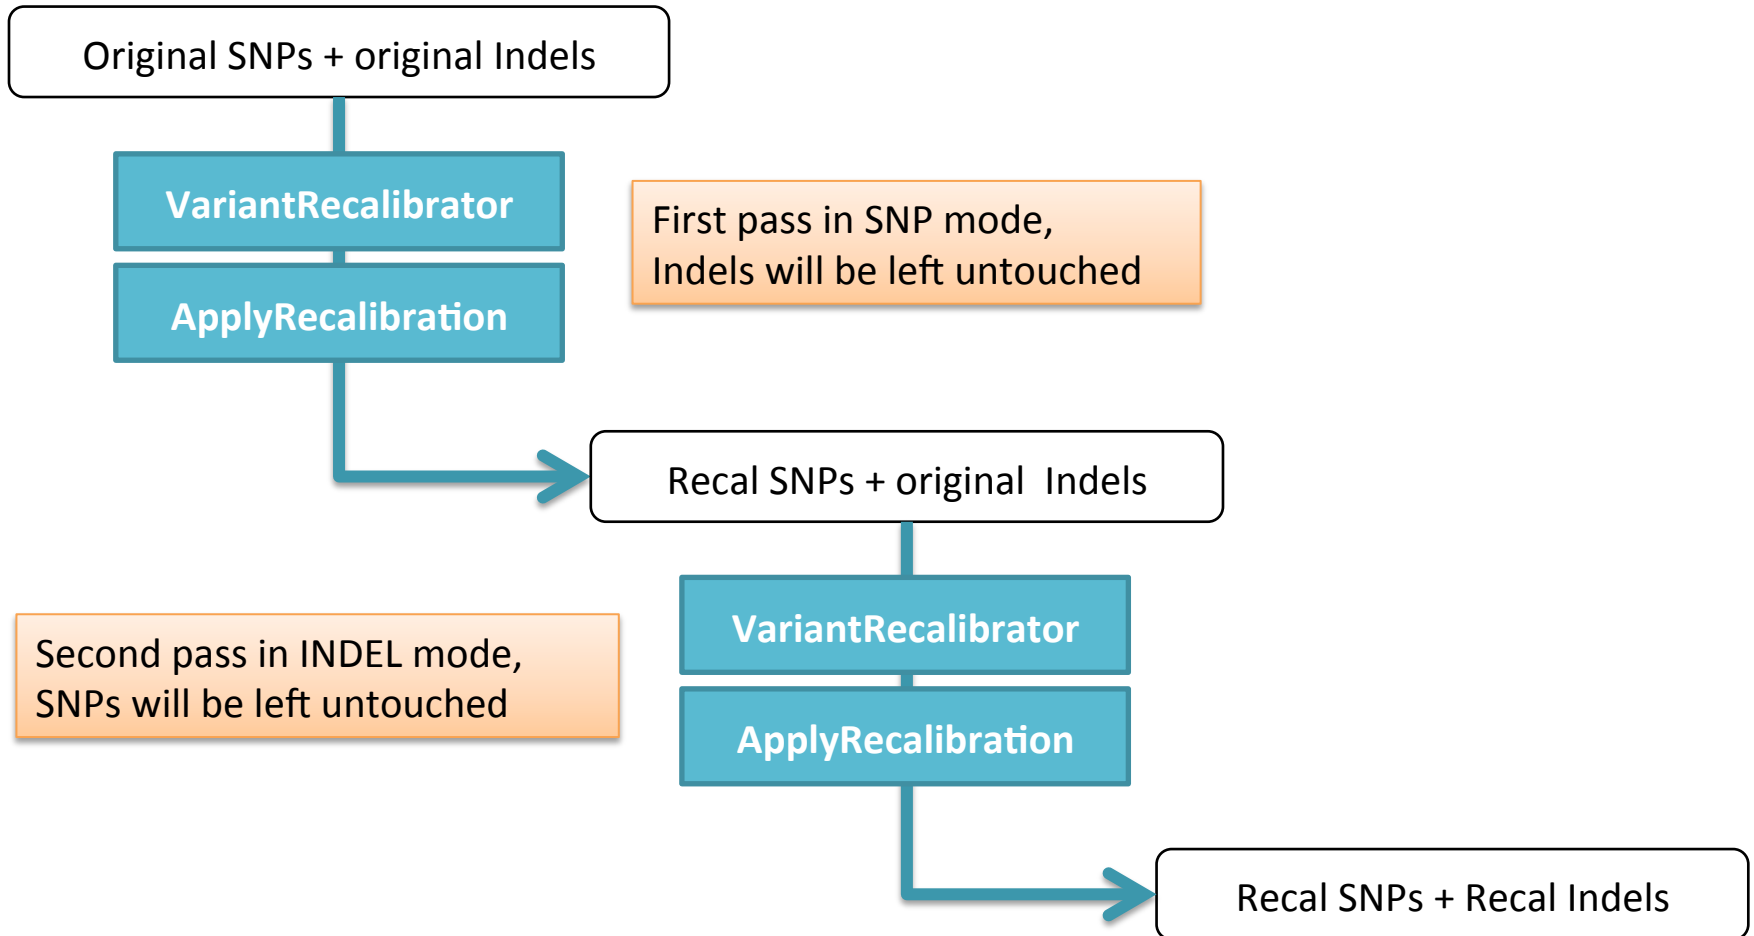 Original SNPs + original Indels
VariantRecalibrator
ApplyRecalibration
First pass in SNP mode,
Indels will be left untouched
Recal SNPs + original Indels
Second pass in INDEL mode,
SNPs will be left untouched
VariantRecalibrator
ApplyRecalibration
Recal SNPs + Recal Indels